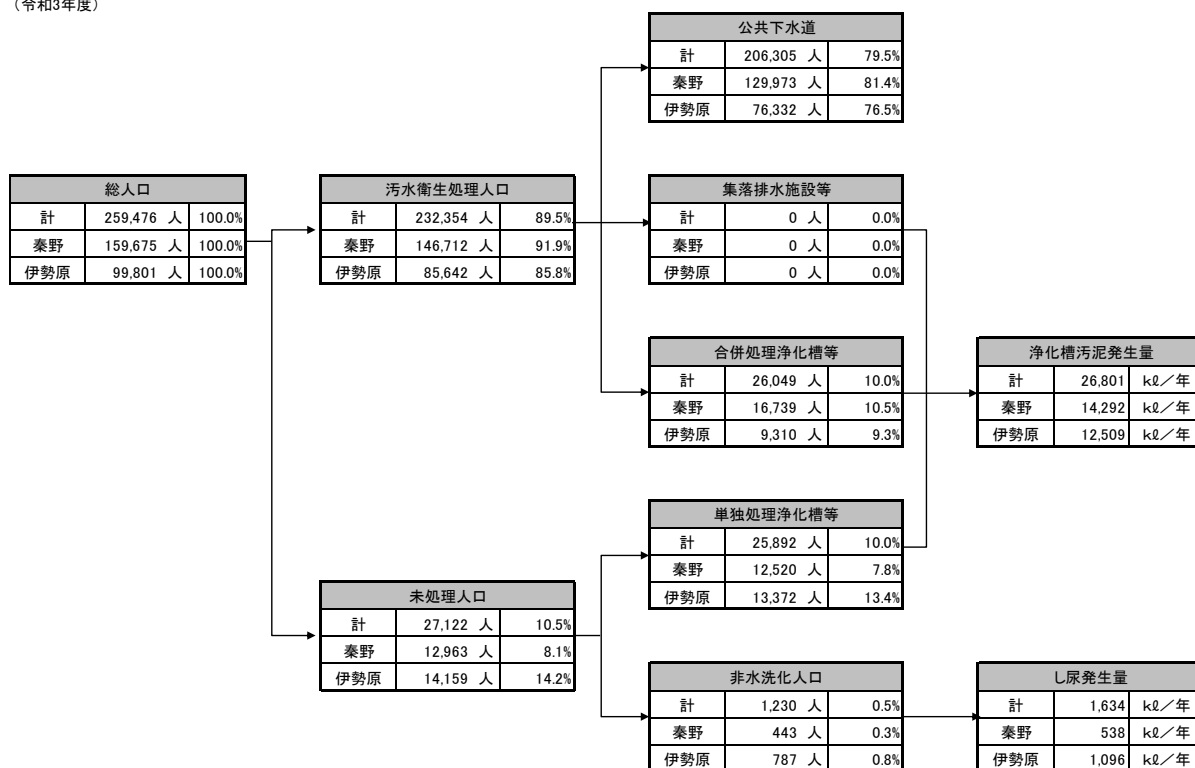 （令和3年度）
公共下水道
計 206,305 人 79.5%
秦野 129,973 人 81.4%
伊勢原 76,332 人 76.5%
総人口
計 259,476 人 100.0%
秦野 159,675 人 100.0%
伊勢原 99,801 人 100.0%
汚水衛生処理人口
計 232,354 人 89.5%
秦野 146,712 人 91.9%
伊勢原 85,642 人 85.8%
集落排水施設等
計 0 人 0.0%
秦野 0 人 0.0%
伊勢原 0 人 0.0%
合併処理浄化槽等
計 26,049 人 10.0%
秦野 16,739 人 10.5%
伊勢原 9,310 人 9.3%
浄化槽汚泥発生量
計 26,801 kℓ／年
秦野 14,292 kℓ／年
伊勢原 12,509 kℓ／年
単独処理浄化槽等
計 25,892 人 10.0%
秦野 12,520 人 7.8%
伊勢原 13,372 人 13.4%
未処理人口
計 27,122 人 10.5%
秦野 12,963 人 8.1%
伊勢原 14,159 人 14.2%
非水洗化人口
計 1,230 人 0.5%
秦野 443 人 0.3%
伊勢原 787 人 0.8%
し尿発生量
計 1,634 kℓ／年
秦野 538 kℓ／年
伊勢原 1,096 kℓ／年